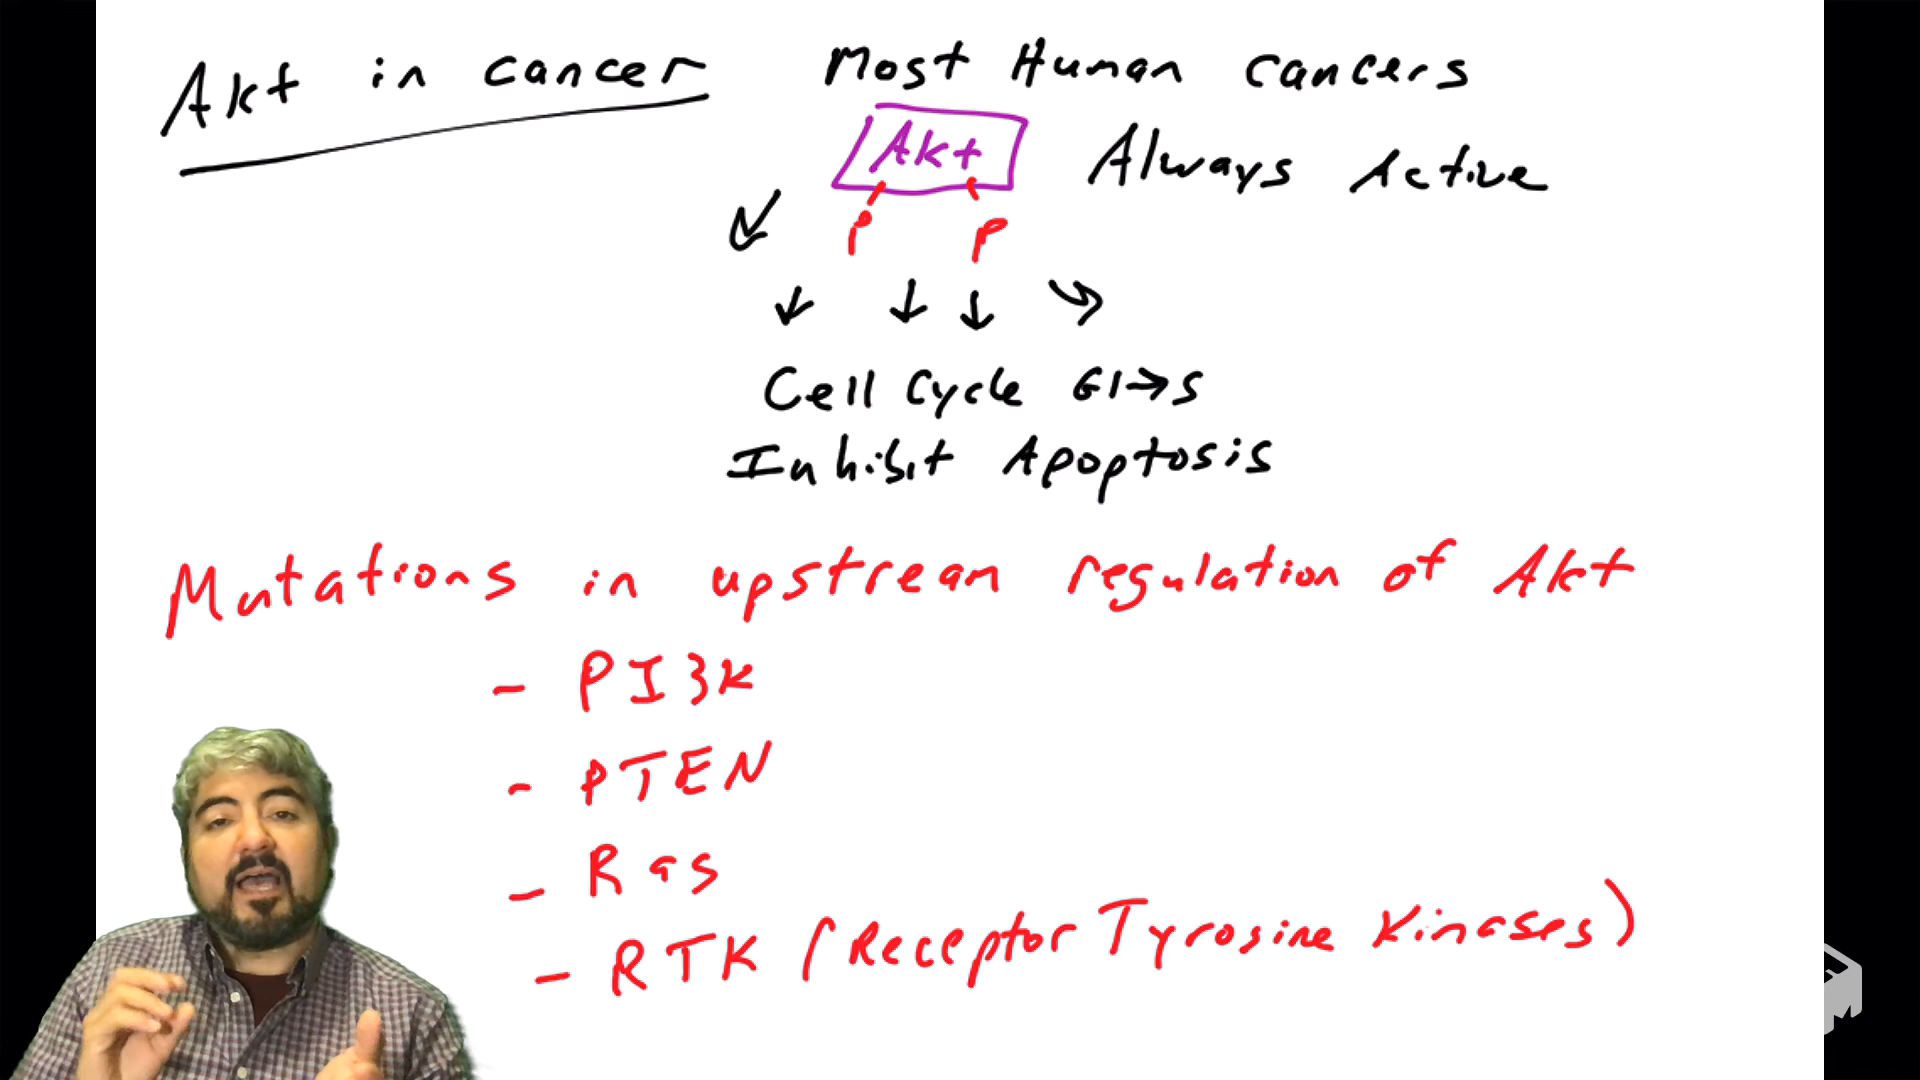 Akt in cancer
Most Human Cancers
Akt Always Active
P P
Cell Cycle G1→S
Inhibit Apoptosis
Mutations in upstream regulation of Akt
- PI3K
- PTEN
- Ras
- RTK (Receptor Tyrosine Kinases)